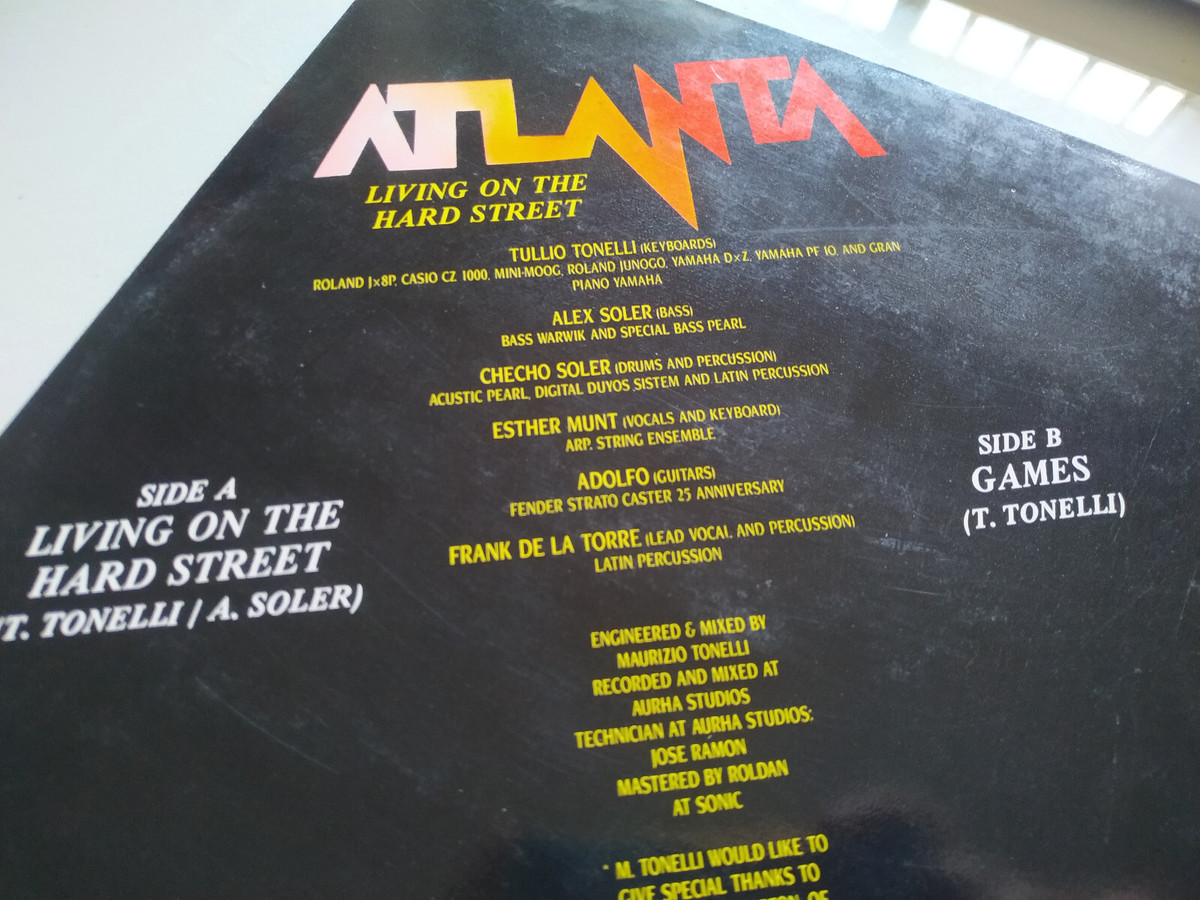 ATLANTA
LIVING ON THE
HARD STREET
TULLIO TONELLI (KEYBOARDS)
ROLAND J×8P, CASIO CZ 1000, MINI-MOOG, ROLAND JUNOGO, YAMAHA D×Z, YAMAHA PF 10, AND GRAN
PIANO YAMAHA
ALEX SOLER (BASS)
BASS WARWIK AND SPECIAL BASS PEARL
CHECHO SOLER (DRUMS AND PERCUSSION)
ACUSTIC PEARL, DIGITAL DUYOS SISTEM AND LATIN PERCUSSION
ESTHER MUNT (VOCALS AND KEYBOARD)
ARP. STRING ENSEMBLE
ADOLFO (GUITARS)
FENDER STRATO CASTER 25 ANNIVERSARY
FRANK DE LA TORRE (LEAD VOCAL AND PERCUSSION)
LATIN PERCUSSION
SIDE A
LIVING ON THE
HARD STREET
(T. TONELLI / A. SOLER)
SIDE B
GAMES
(T. TONELLI)
ENGINEERED & MIXED BY
MAURIZIO TONELLI
RECORDED AND MIXED AT
AURHA STUDIOS
TECHNICIAN AT AURHA STUDIOS:
JOSE RAMON
MASTERED BY ROLDAN
AT SONIC
* M. TONELLI WOULD LIKE TO
GIVE SPECIAL THANKS TO
OF